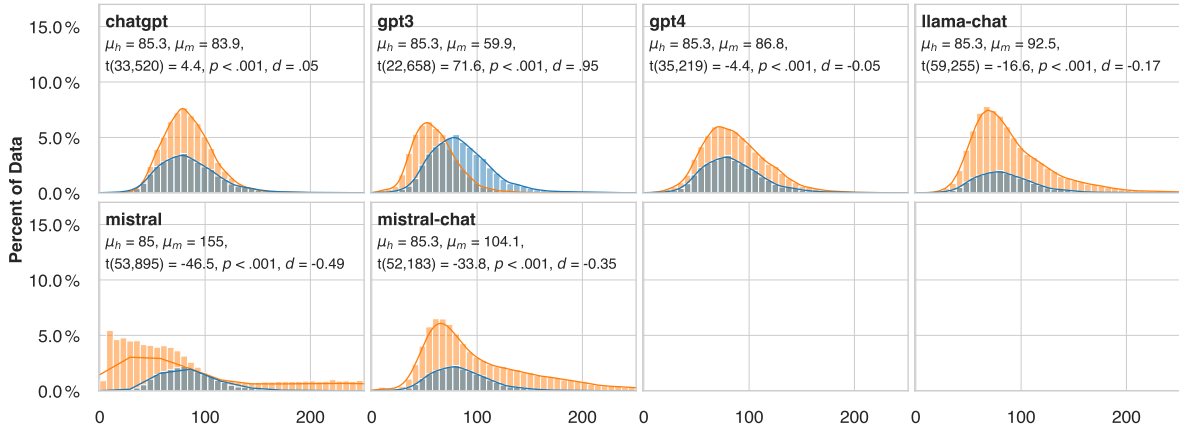 chatgpt
μh = 85.3, μm = 83.9,
t(33,520) = 4.4, p < .001, d = .05
gpt3
μh = 85.3, μm = 59.9,
t(22,658) = 71.6, p < .001, d = .95
gpt4
μh = 85.3, μm = 86.8,
t(35,219) = -4.4, p < .001, d = -0.05
llama-chat
μh = 85.3, μm = 92.5,
t(59,255) = -16.6, p < .001, d = -0.17
15.0%
10.0%
5.0%
0.0%
Percent of Data
mistral
μh = 85, μm = 155,
t(53,895) = -46.5, p < .001, d = -0.49
mistral-chat
μh = 85.3, μm = 104.1,
t(52,183) = -33.8, p < .001, d = -0.35
15.0%
10.0%
5.0%
0.0%
0 100 200 0 100 200 0 100 200 0 100 200